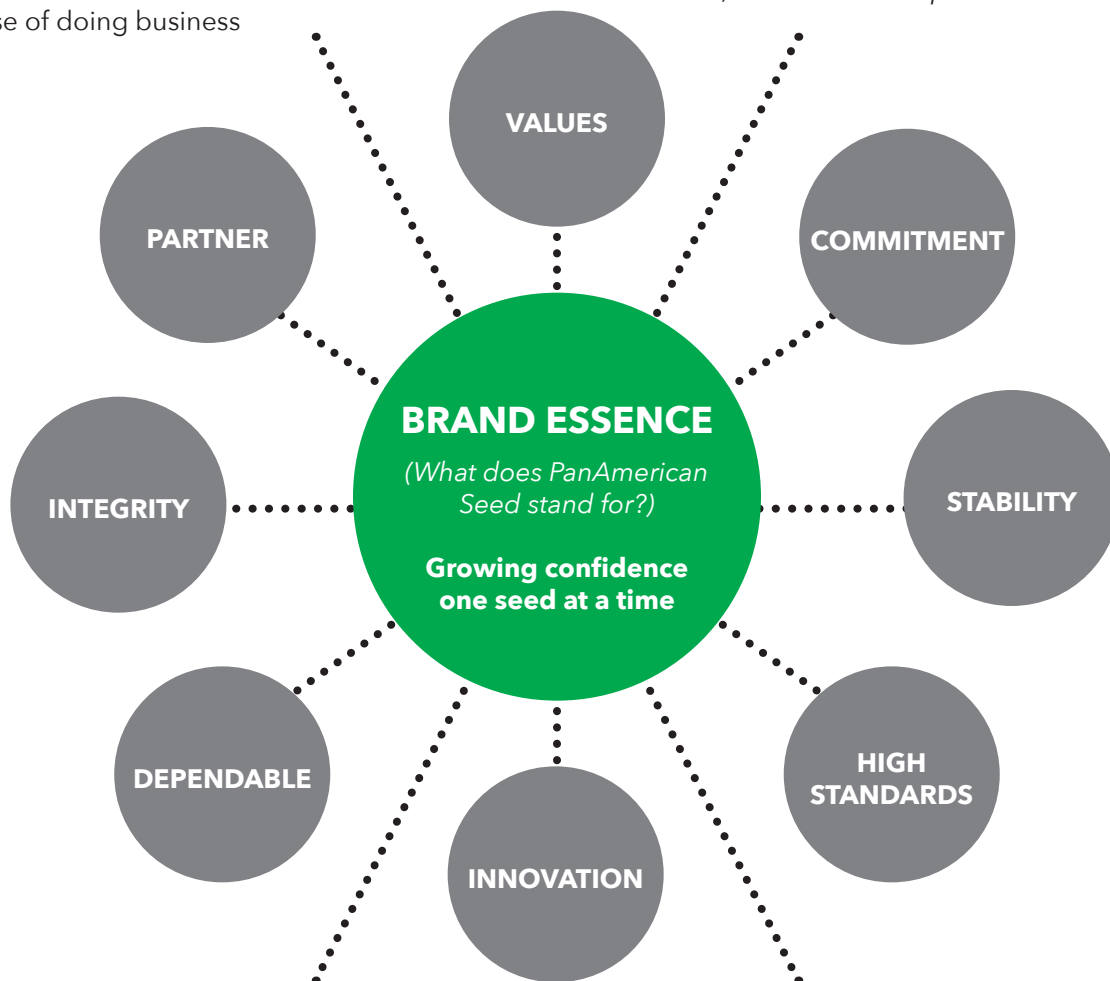 se of doing business
VALUES
PARTNER
COMMITMENT
BRAND ESSENCE
(What does PanAmerican
Seed stand for?)
Growing confidence
one seed at a time
INTEGRITY
STABILITY
DEPENDABLE
HIGH
STANDARDS
INNOVATION